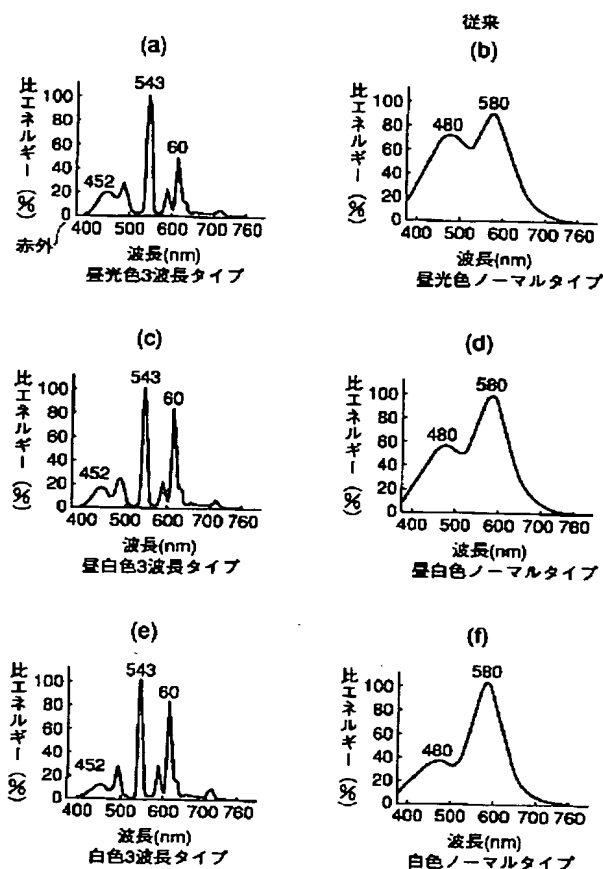 (a)
543
比エネルギー(%)
100
80
60
40
20
0
452
60
赤外
400 500 600 700 760
波長(nm)
昼光色3波長タイプ
従来
(b)
比エネルギー(%)
100
80
60
40
20
0
480
580
400 500 600 700 760
波長(nm)
昼光色ノーマルタイプ
(c)
543
比エネルギー(%)
100
80
60
40
20
0
452
60
400 500 600 700 760
波長(nm)
昼白色3波長タイプ
(d)
580
比エネルギー(%)
100
80
60
40
20
0
480
400 500 600 700 760
波長(nm)
昼白色ノーマルタイプ
(e)
543
比エネルギー(%)
100
80
60
40
20
0
452
60
400 500 600 700 760
波長(nm)
白色3波長タイプ
(f)
580
比エネルギー(%)
100
80
60
40
20
0
480
400 500 600 700 760
波長(nm)
白色ノーマルタイプ